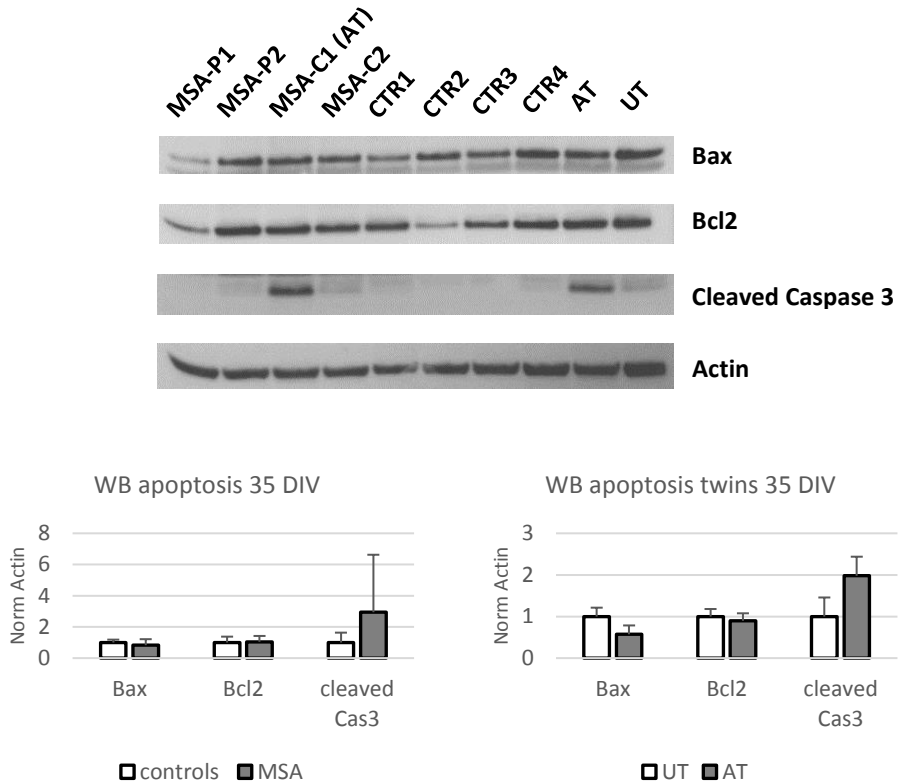 MSA-P1 MSA-P2 MSA-C1 (AT) MSA-C2 CTR1 CTR2 CTR3 CTR4 AT UT
Bax
Bcl2
Cleaved Caspase 3
Actin
WB apoptosis 35 DIV
Norm Actin
8
6
4
2
0
Bax Bcl2 cleaved
Cas3
controls MSA
WB apoptosis twins 35 DIV
Norm Actin
3
2
1
0
Bax Bcl2 cleaved
Cas3
UT AT